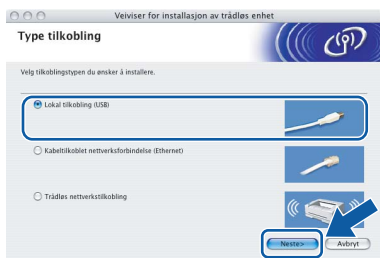 Veiviser for installasjon av trådløs enhet
Type tilkobling
Velg tilkoblingstypen du ønsker å installere.
Lokal tilkobling (USB)
Kabeltilkoblet nettverksforbindelse (Ethernet)
Trådløs nettverkstilkobling
Neste>
Avbryt